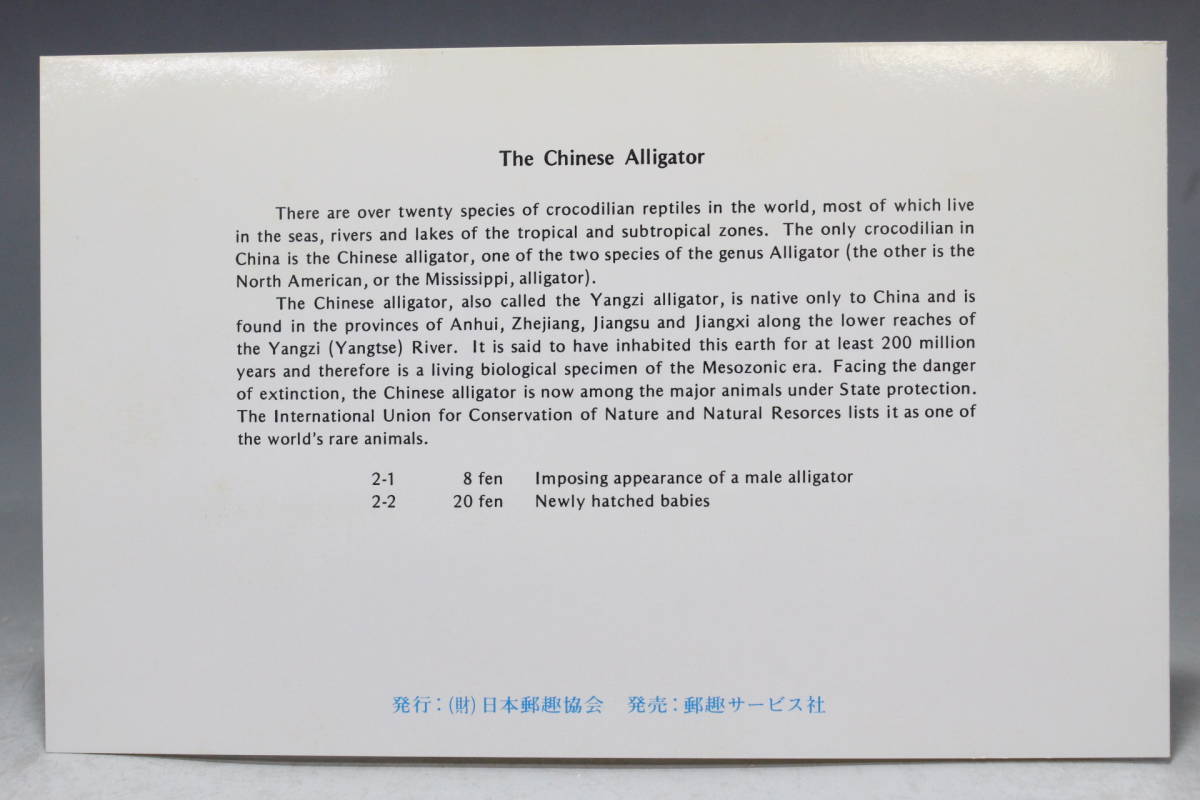 The Chinese Alligator
There are over twenty species of crocodilian reptiles in the world, most of which live
in the seas, rivers and lakes of the tropical and subtropical zones. The only crocodilian in
China is the Chinese alligator, one of the two species of the genus Alligator (the other is the
North American, or the Mississippi, alligator).
The Chinese alligator, also called the Yangzi alligator, is native only to China and is
found in the provinces of Anhui, Zhejiang, Jiangsu and Jiangxi along the lower reaches of
the Yangzi (Yangtse) River. It is said to have inhabited this earth for at least 200 million
years and therefore is a living biological specimen of the Mesozonic era. Facing the danger
of extinction, the Chinese alligator is now among the major animals under State protection.
The International Union for Conservation of Nature and Natural Resorces lists it as one of
the world's rare animals.
2-1 8 fen Imposing appearance of a male alligator
2-2 20 fen Newly hatched babies
発行：(財)日本郵趣協会 発売：郵趣サービス社